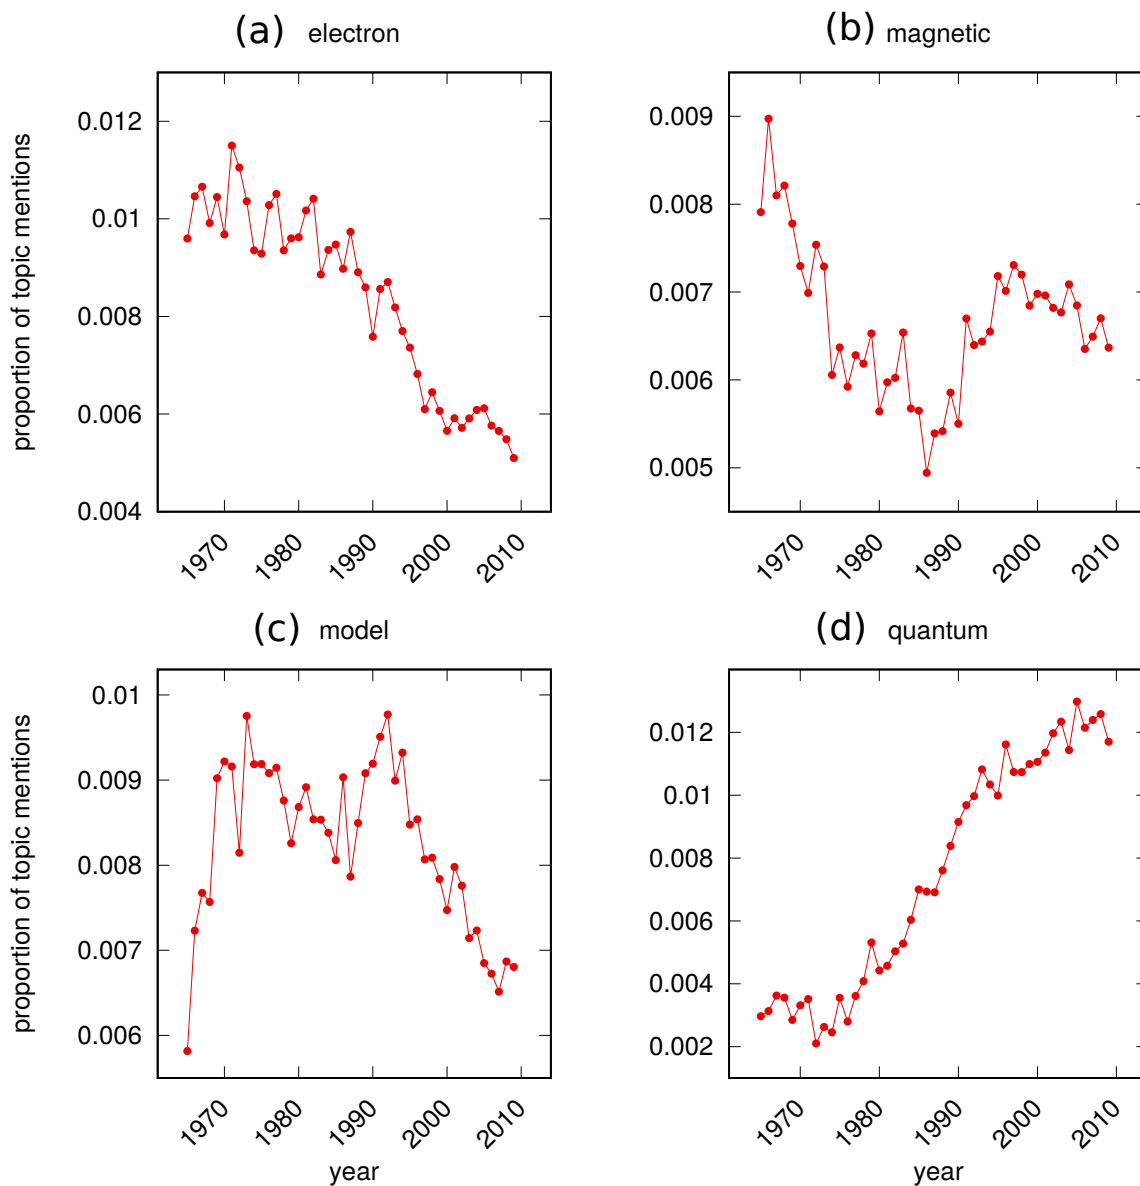 (a) electron
proportion of topic mentions
0.012
0.01
0.008
0.006
0.004
1970 1980 1990 2000 2010
(b) magnetic
0.009
0.008
0.007
0.006
0.005
1970 1980 1990 2000 2010
(c) model
proportion of topic mentions
0.01
0.009
0.008
0.007
0.006
1970 1980 1990 2000 2010
year
(d) quantum
0.012
0.01
0.008
0.006
0.004
0.002
1970 1980 1990 2000 2010
year